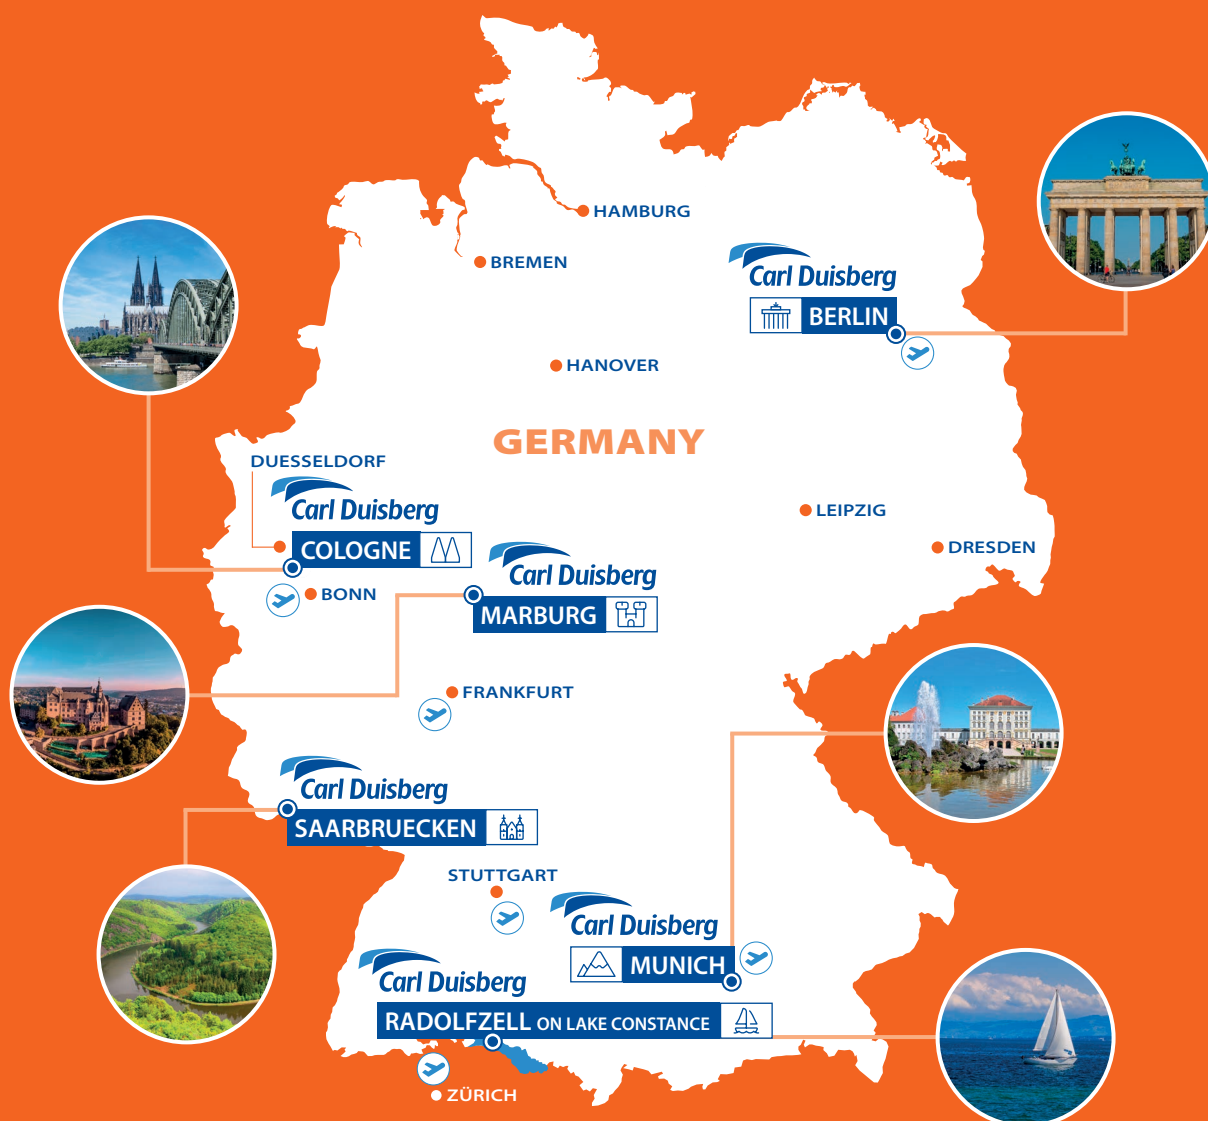 HAMBURG
BREMEN
Carl Duisberg
BERLIN
HANOVER
GERMANY
DUESSELDORF
Carl Duisberg
COLOGNE
LEIPZIG
DRESDEN
Carl Duisberg
MARBURG
BONN
FRANKFURT
Carl Duisberg
SAARBRUECKEN
STUTTGART
Carl Duisberg
MUNICH
Carl Duisberg
RADOLFZELL ON LAKE CONSTANCE
ZÜRICH